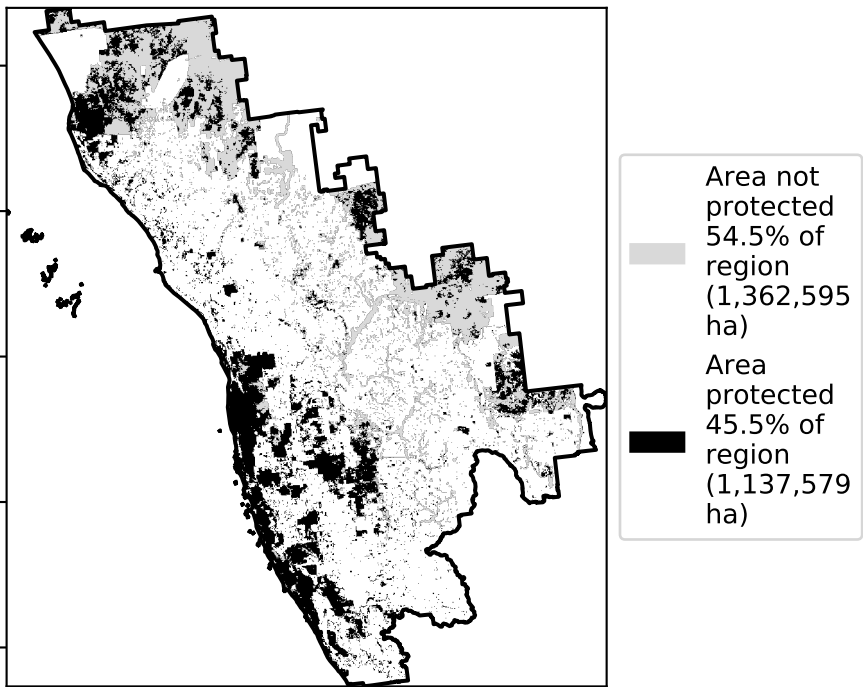 Area not
protected
54.5% of
region
(1,362,595
ha)
Area
protected
45.5% of
region
(1,137,579
ha)